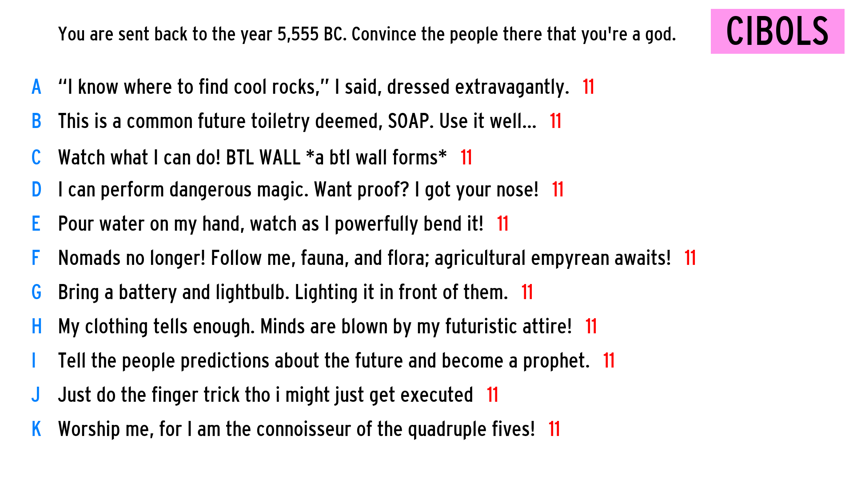 You are sent back to the year 5,555 BC. Convince the people there that you're a god.
CIBOLS
A “I know where to find cool rocks,” I said, dressed extravagantly. 11
B This is a common future toiletry deemed, SOAP. Use it well... 11
C Watch what I can do! BTL WALL *a btl wall forms* 11
D I can perform dangerous magic. Want proof? I got your nose! 11
E Pour water on my hand, watch as I powerfully bend it! 11
F Nomads no longer! Follow me, fauna, and flora; agricultural empyrean awaits! 11
G Bring a battery and lightbulb. Lighting it in front of them. 11
H My clothing tells enough. Minds are blown by my futuristic attire! 11
I Tell the people predictions about the future and become a prophet. 11
J Just do the finger trick tho i might just get executed 11
K Worship me, for I am the connoisseur of the quadruple fives! 11